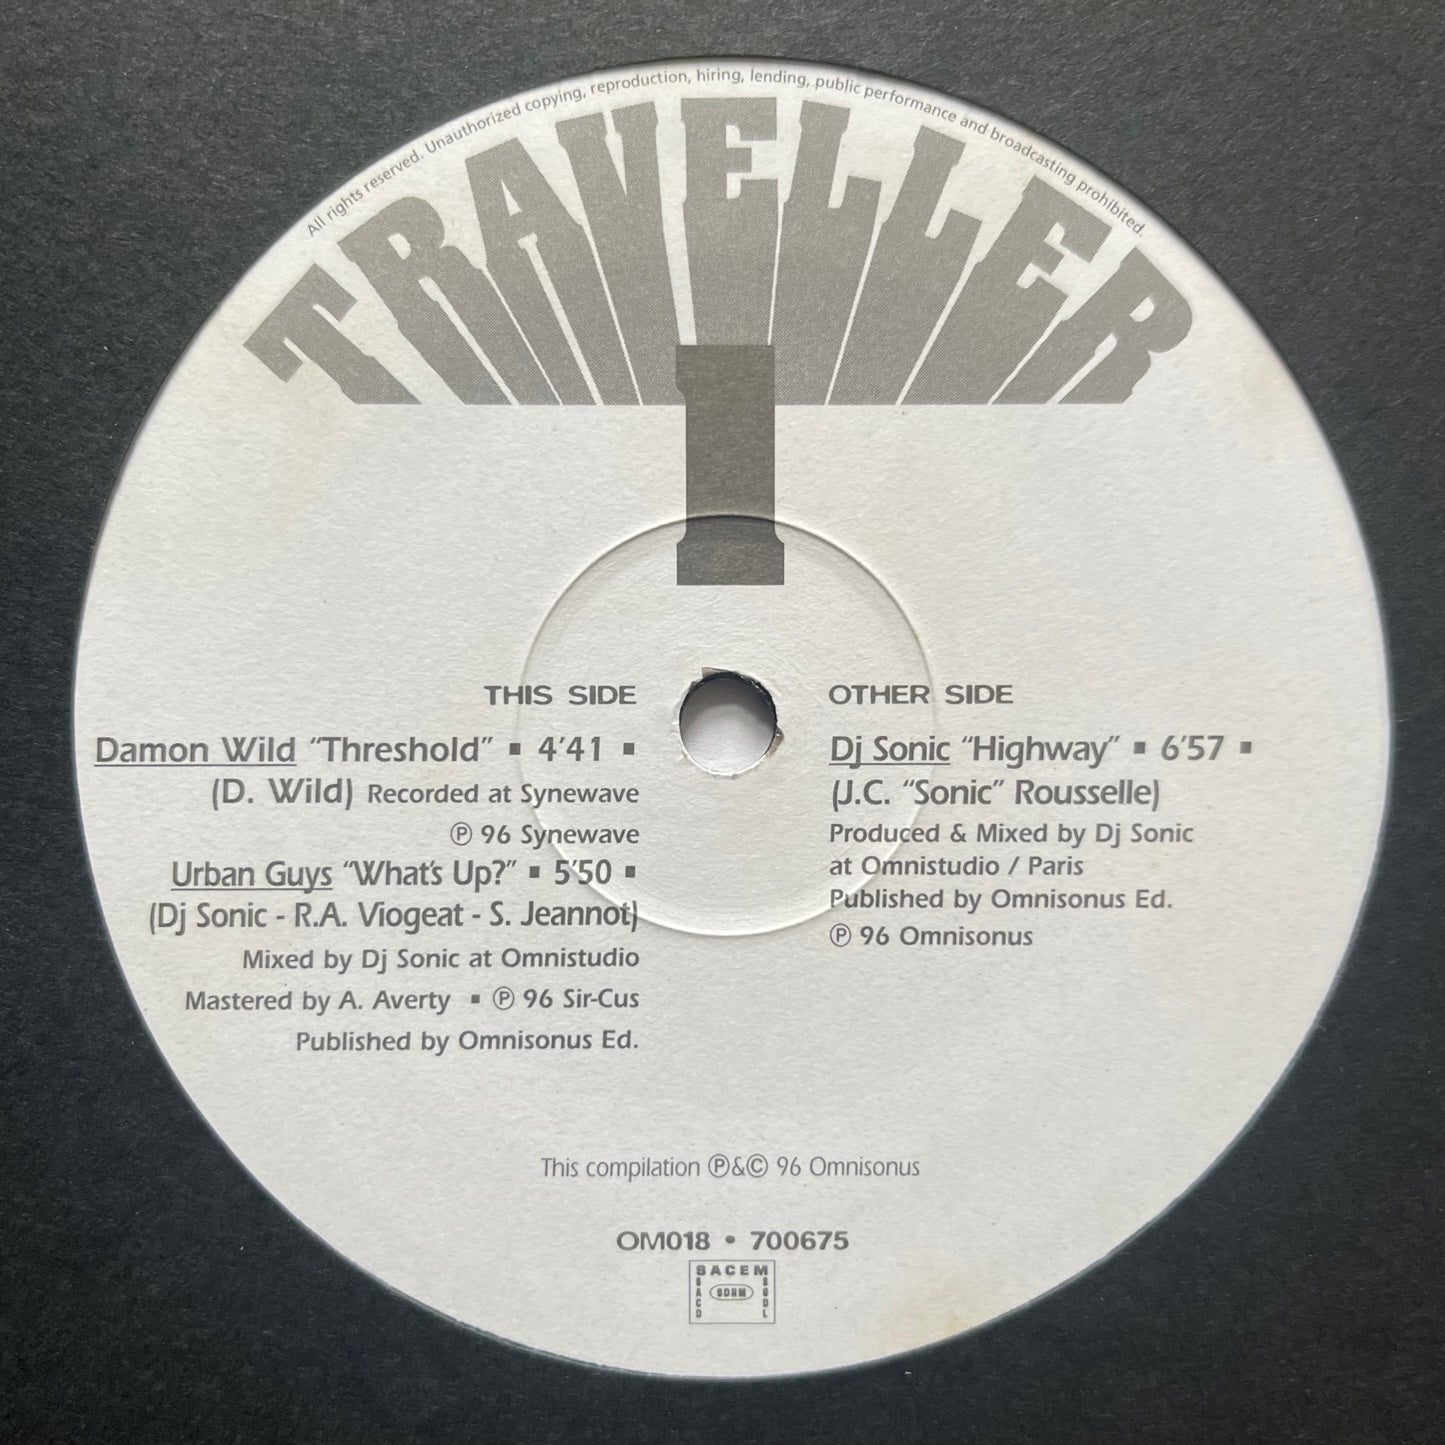 All rights reserved. Unauthorized copying, reproduction, hiring, lending, public performance and broadcasting prohibited.
TRAVELLER
1
THIS SIDE
Damon Wild “Threshold” ▪ 4’41 ▪
(D. Wild) Recorded at Synewave
℗ 96 Synewave
Urban Guys “What’s Up?” ▪ 5’50 ▪
(Dj Sonic - R.A. Viogeat - S. Jeannot)
Mixed by Dj Sonic at Omnistudio
Mastered by A. Averty ▪ ℗ 96 Sir-Cus
Published by Omnisonus Ed.
OTHER SIDE
Dj Sonic “Highway” ▪ 6’57 ▪
(J.C. “Sonic” Rousselle)
Produced & Mixed by Dj Sonic
at Omnistudio / Paris
Published by Omnisonus Ed.
℗ 96 Omnisonus
This compilation ℗&© 96 Omnisonus
OM018 • 700675
SACEM
SACD
SDRM
SGDL